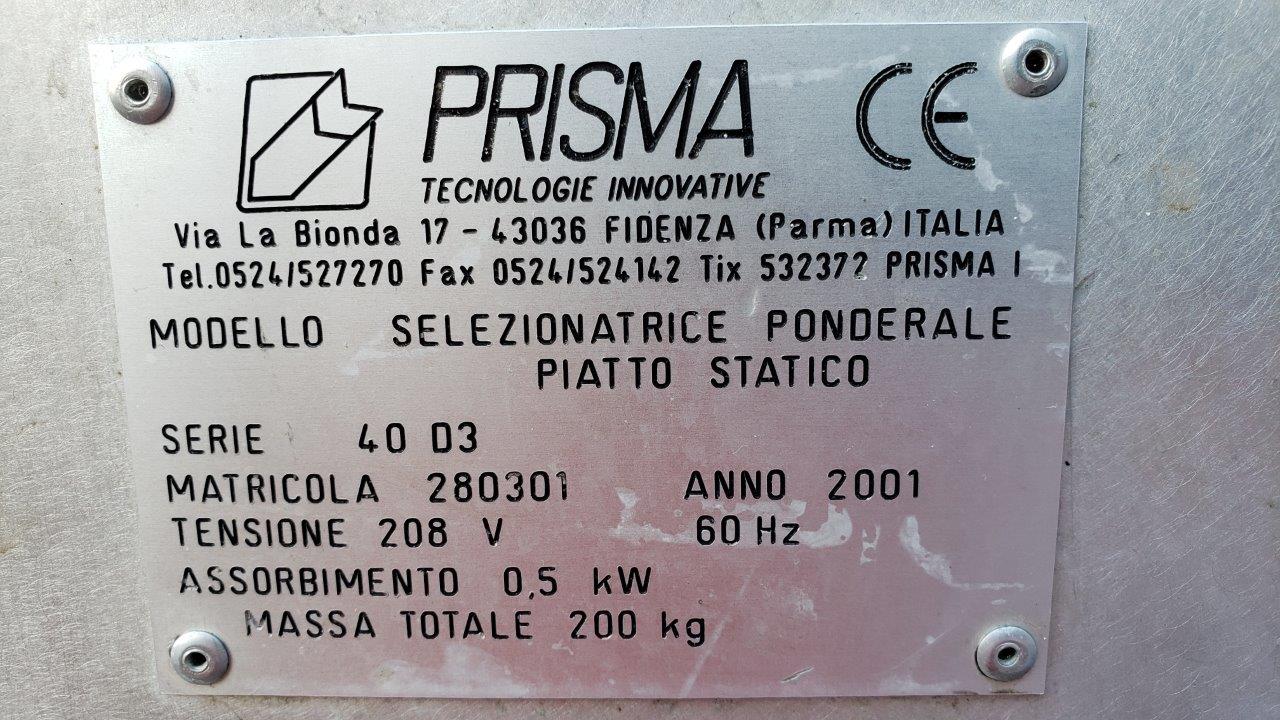 PRISMA CE
TECNOLOGIE INNOVATIVE
Via La Bionda 17 - 43036 FIDENZA (Parma) ITALIA
Tel.0524/527270 Fax 0524/524142 Tix 532372 PRISMA I
MODELLO SELEZIONATRICE PONDERALE
PIATTO STATICO
SERIE 40 D3
MATRICOLA 280301 ANNO 2001
TENSIONE 208 V 60 Hz
ASSORBIMENTO 0,5 kW
MASSA TOTALE 200 kg